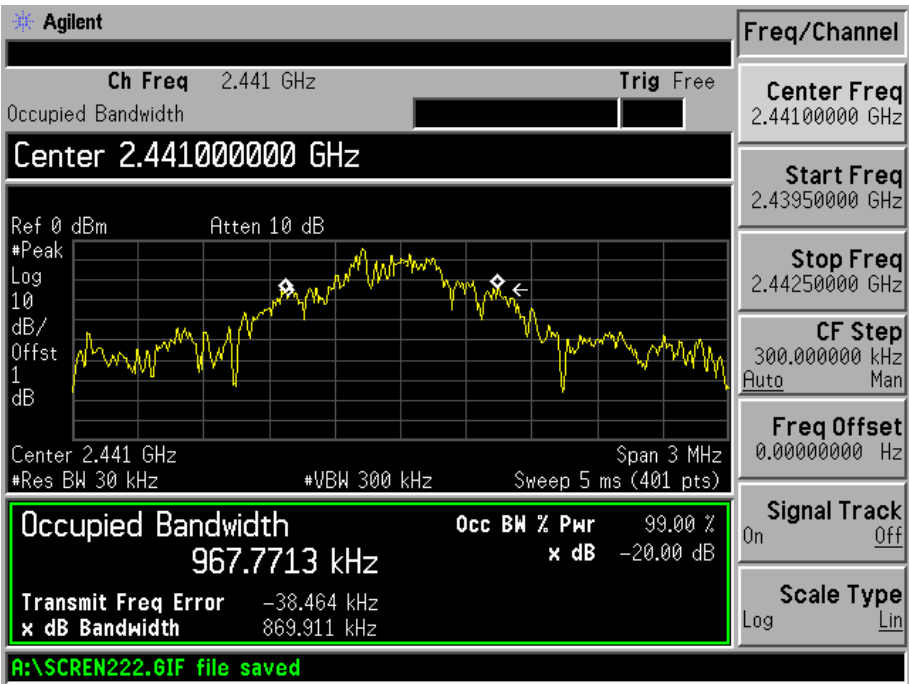 Agilent
Freq/Channel
Ch Freq 2.441 GHz Trig Free
Occupied Bandwidth
Center 2.441000000 GHz
Ref 0 dBm Atten 10 dB
#Peak
Log
10
dB/
Offst
1
dB
Center 2.441 GHz Span 3 MHz
#Res BW 30 kHz #VBW 300 kHz Sweep 5 ms (401 pts)
Occupied Bandwidth Occ BW % Pwr 99.00 %
967.7713 kHz x dB -20.00 dB
Transmit Freq Error -38.464 kHz
x dB Bandwidth 869.911 kHz
A:\SCREN222.GIF file saved
Center Freq
2.44100000 GHz
Start Freq
2.43950000 GHz
Stop Freq
2.44250000 GHz
CF Step
300.000000 kHz
Auto Man
Freq Offset
0.00000000 Hz
Signal Track
On Off
Scale Type
Log Lin